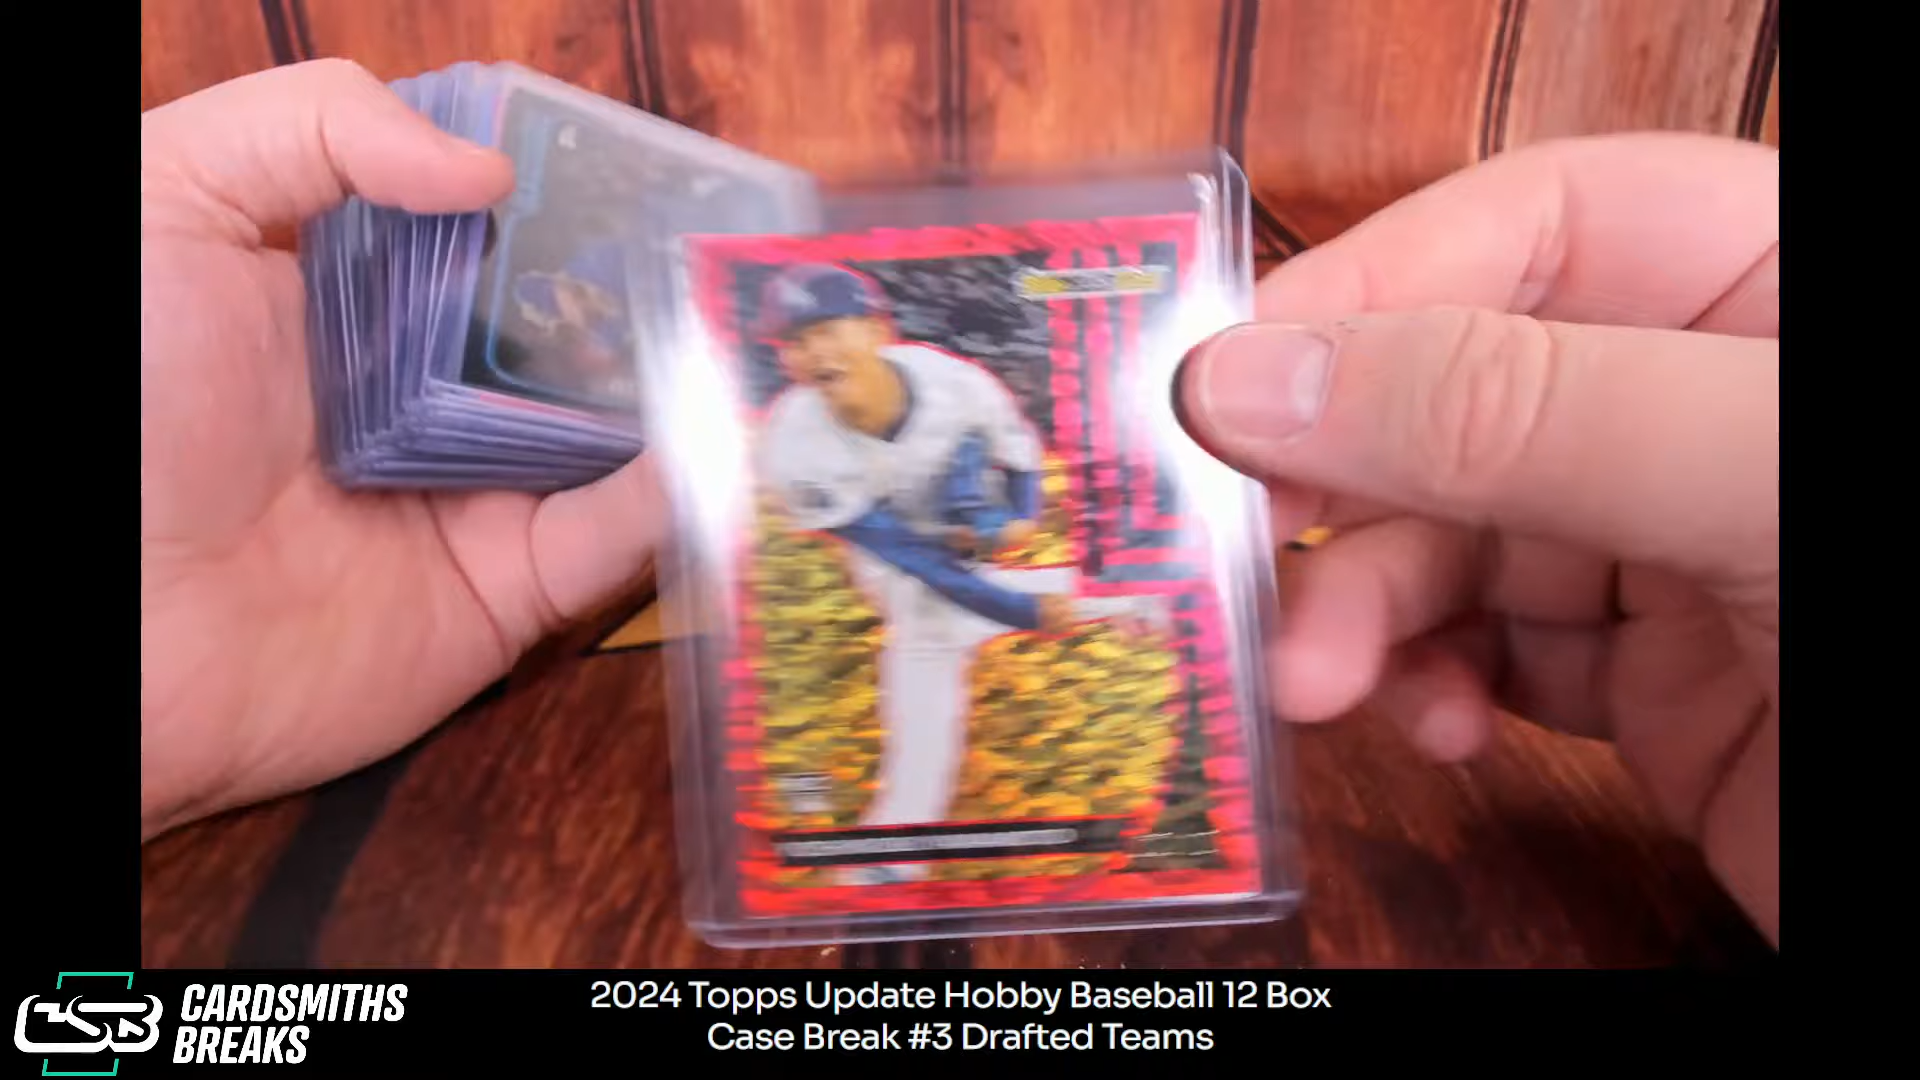 CARDSMITHS
BREAKS
2024 Topps Update Hobby Baseball 12 Box
Case Break #3 Drafted Teams